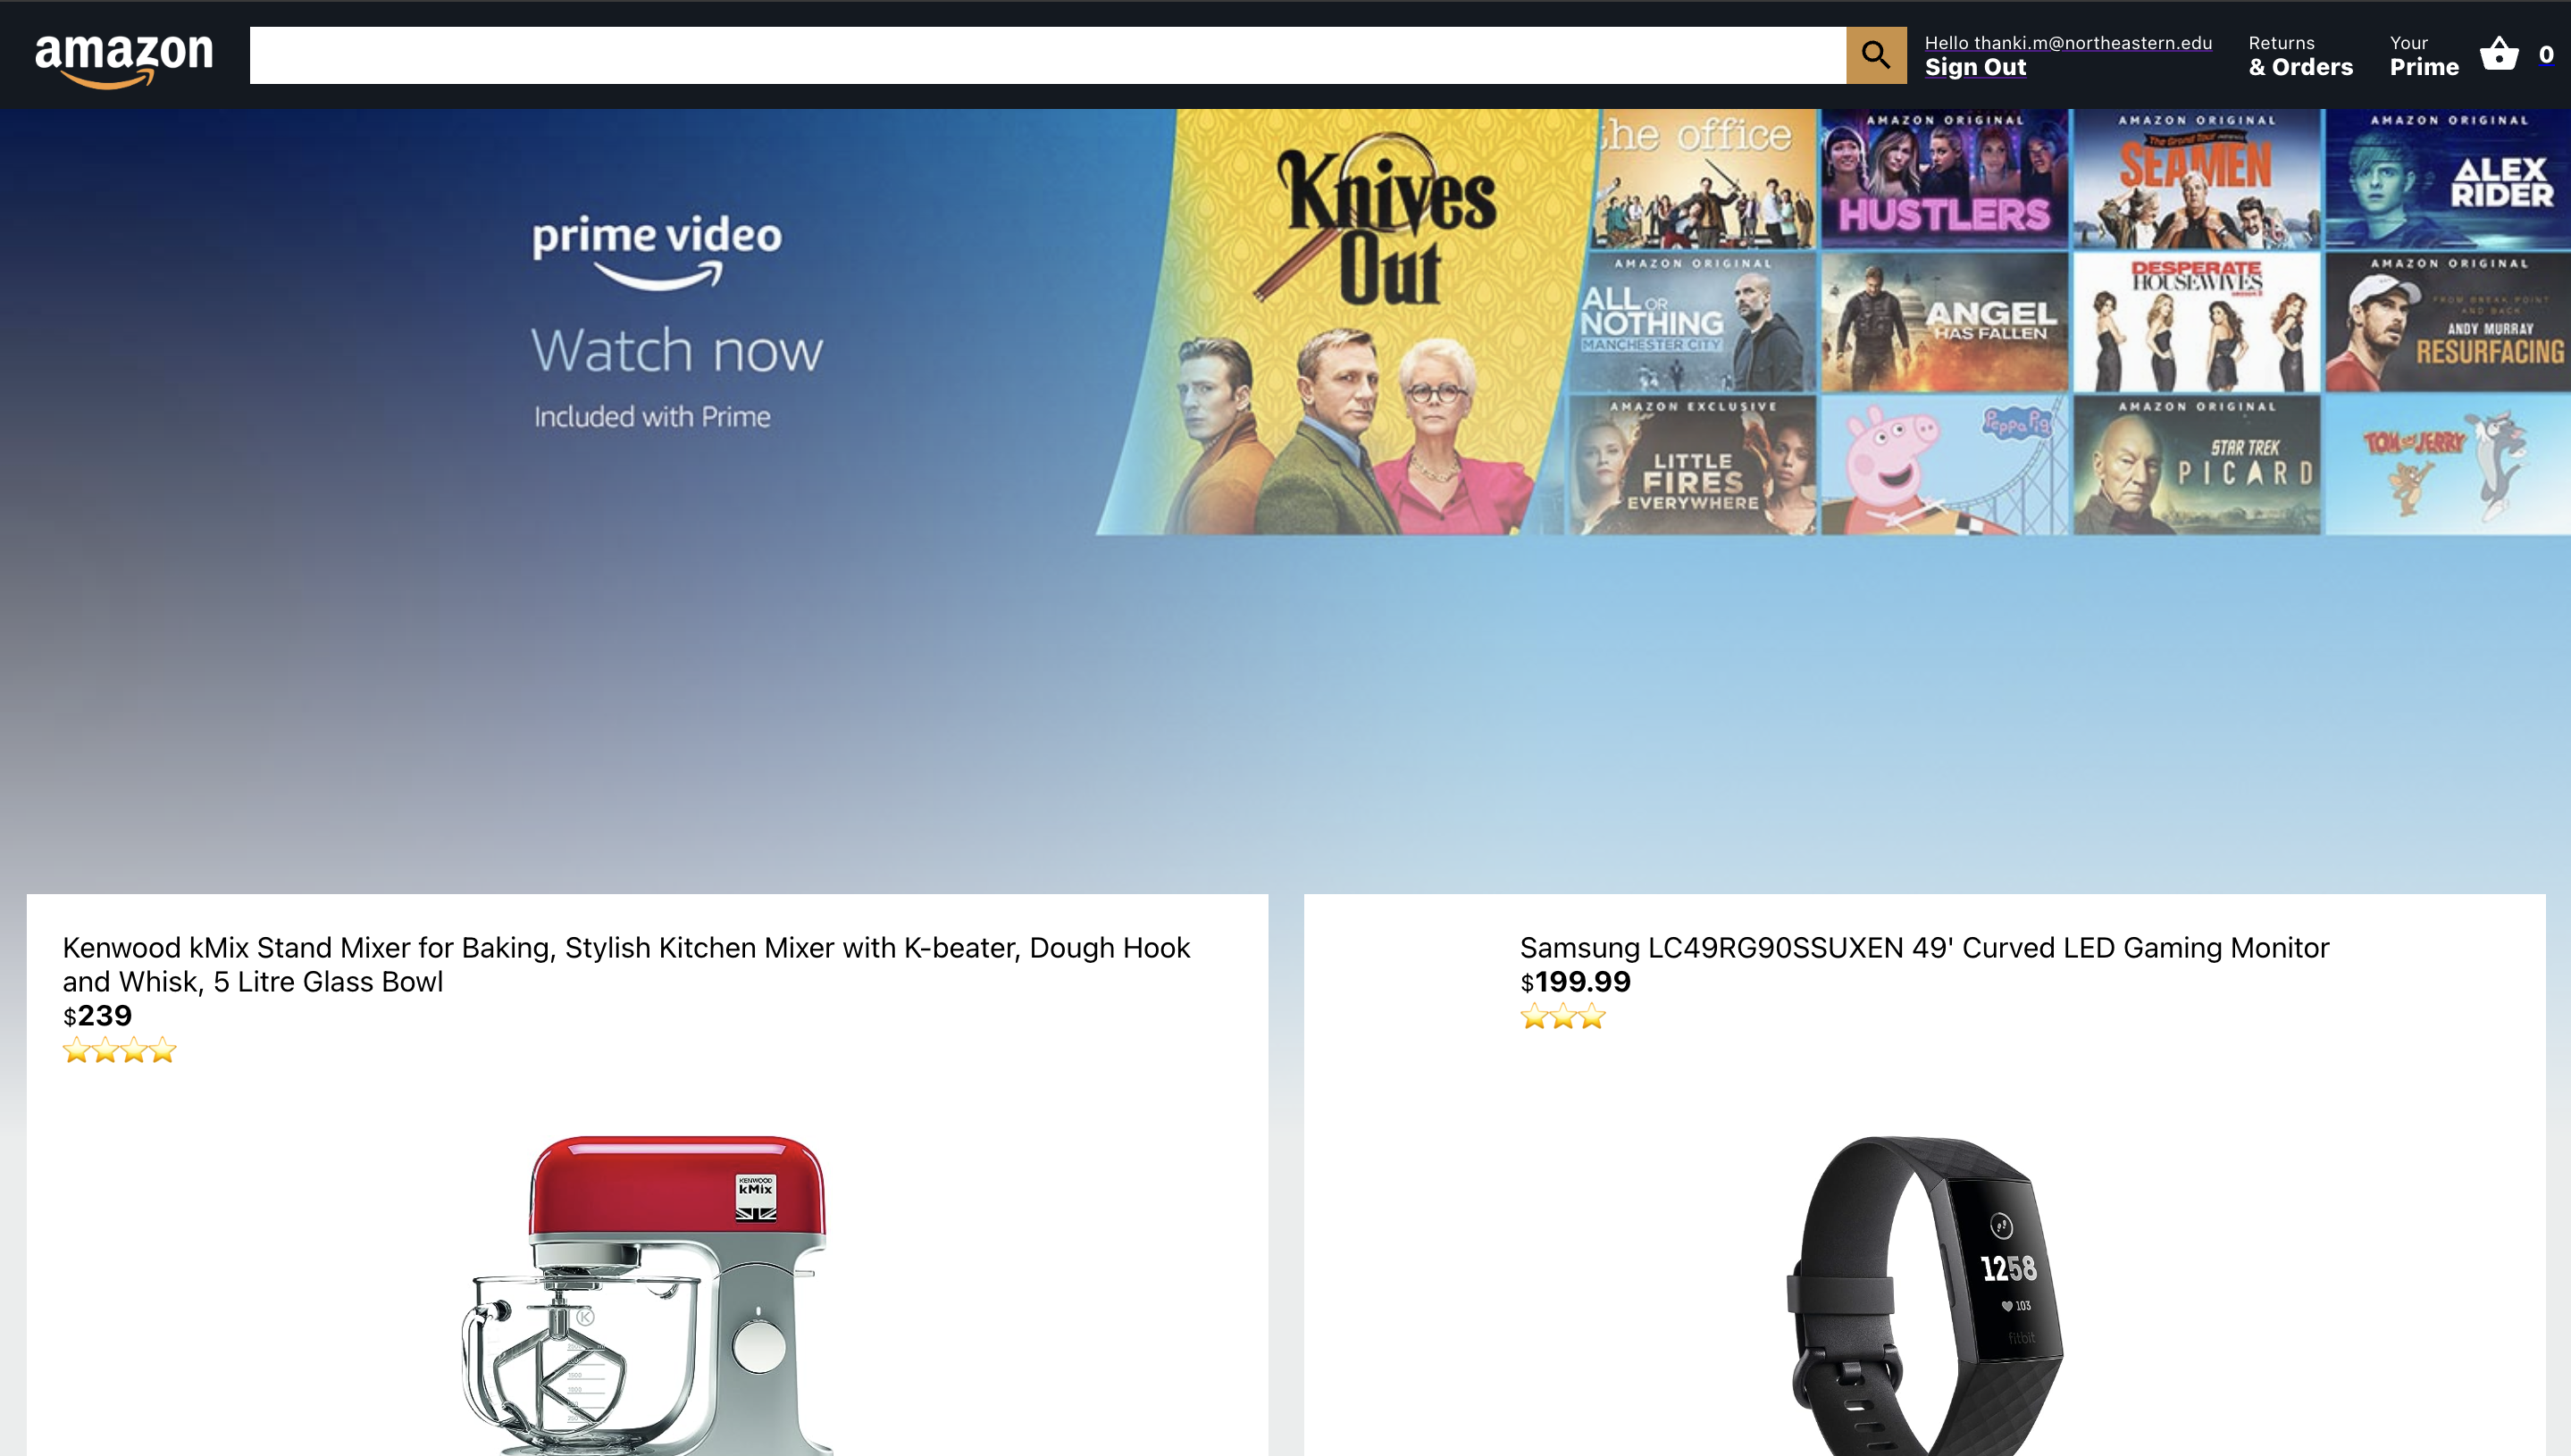 amazon
Hello thanki.m@northeastern.edu
Sign Out
Returns
& Orders
Your
Prime
0
prime video
Watch now
Included with Prime
Knives
Out
the office
AMAZON ORIGINAL
HUSTLERS
AMAZON ORIGINAL
The Grand Tour
SEAMEN
AMAZON ORIGINAL
ALEX
RIDER
AMAZON ORIGINAL
ALL OR
NOTHING
MANCHESTER CITY
ANGEL
HAS FALLEN
DESPERATE
HOUSEWIVES
AMAZON ORIGINAL
FROM BREAK POINT
AND BACK
ANDY MURRAY
RESURFACING
AMAZON EXCLUSIVE
LITTLE
FIRES
EVERYWHERE
Peppa Pig
AMAZON ORIGINAL
STAR TREK
PICARD
TOM and JERRY
Kenwood kMix Stand Mixer for Baking, Stylish Kitchen Mixer with K-beater, Dough Hook
and Whisk, 5 Litre Glass Bowl
$239
Samsung LC49RG90SSUXEN 49' Curved LED Gaming Monitor
$199.99
KENWOOD
kMix
K
1258
103
fitbit